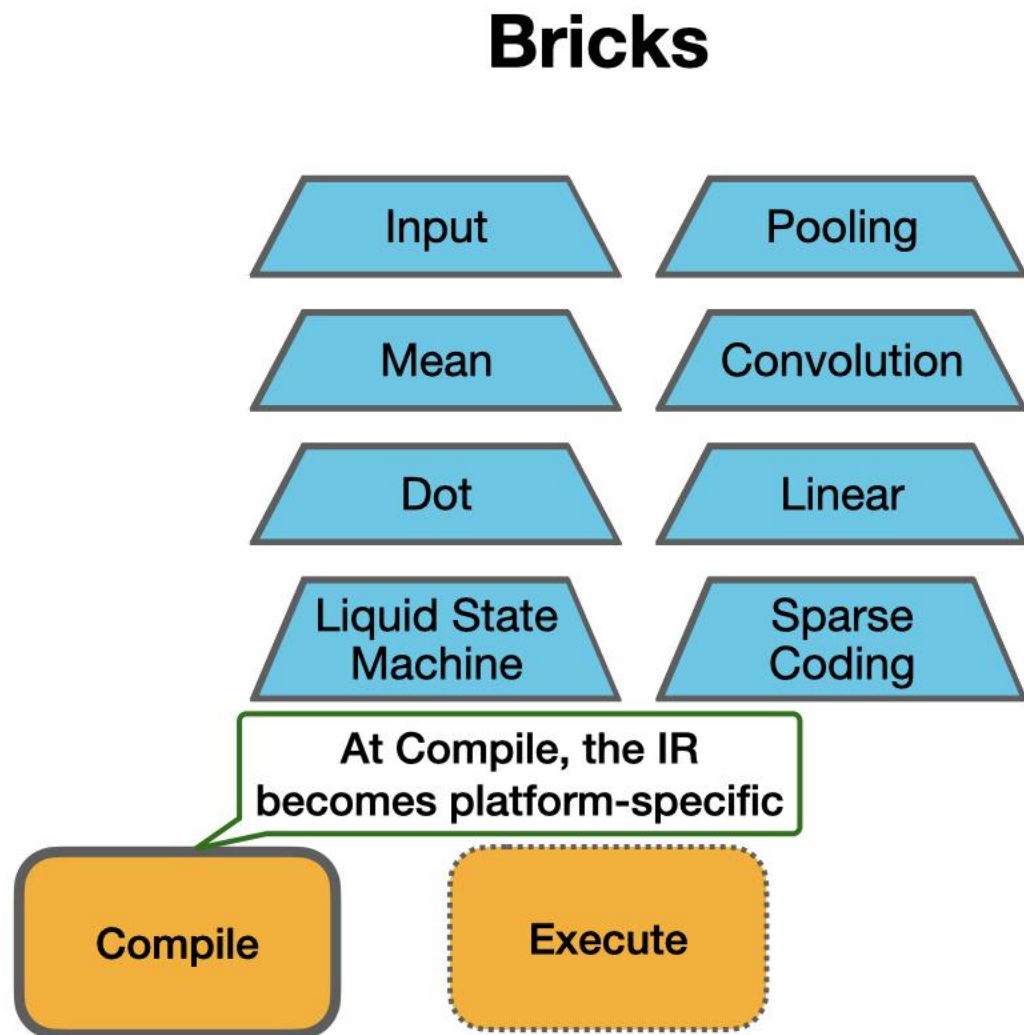 Bricks
Input
Pooling
Mean
Convolution
Dot
Linear
Liquid State
Machine
Sparse
Coding
At Compile, the IR
becomes platform-specific
Compile
Execute